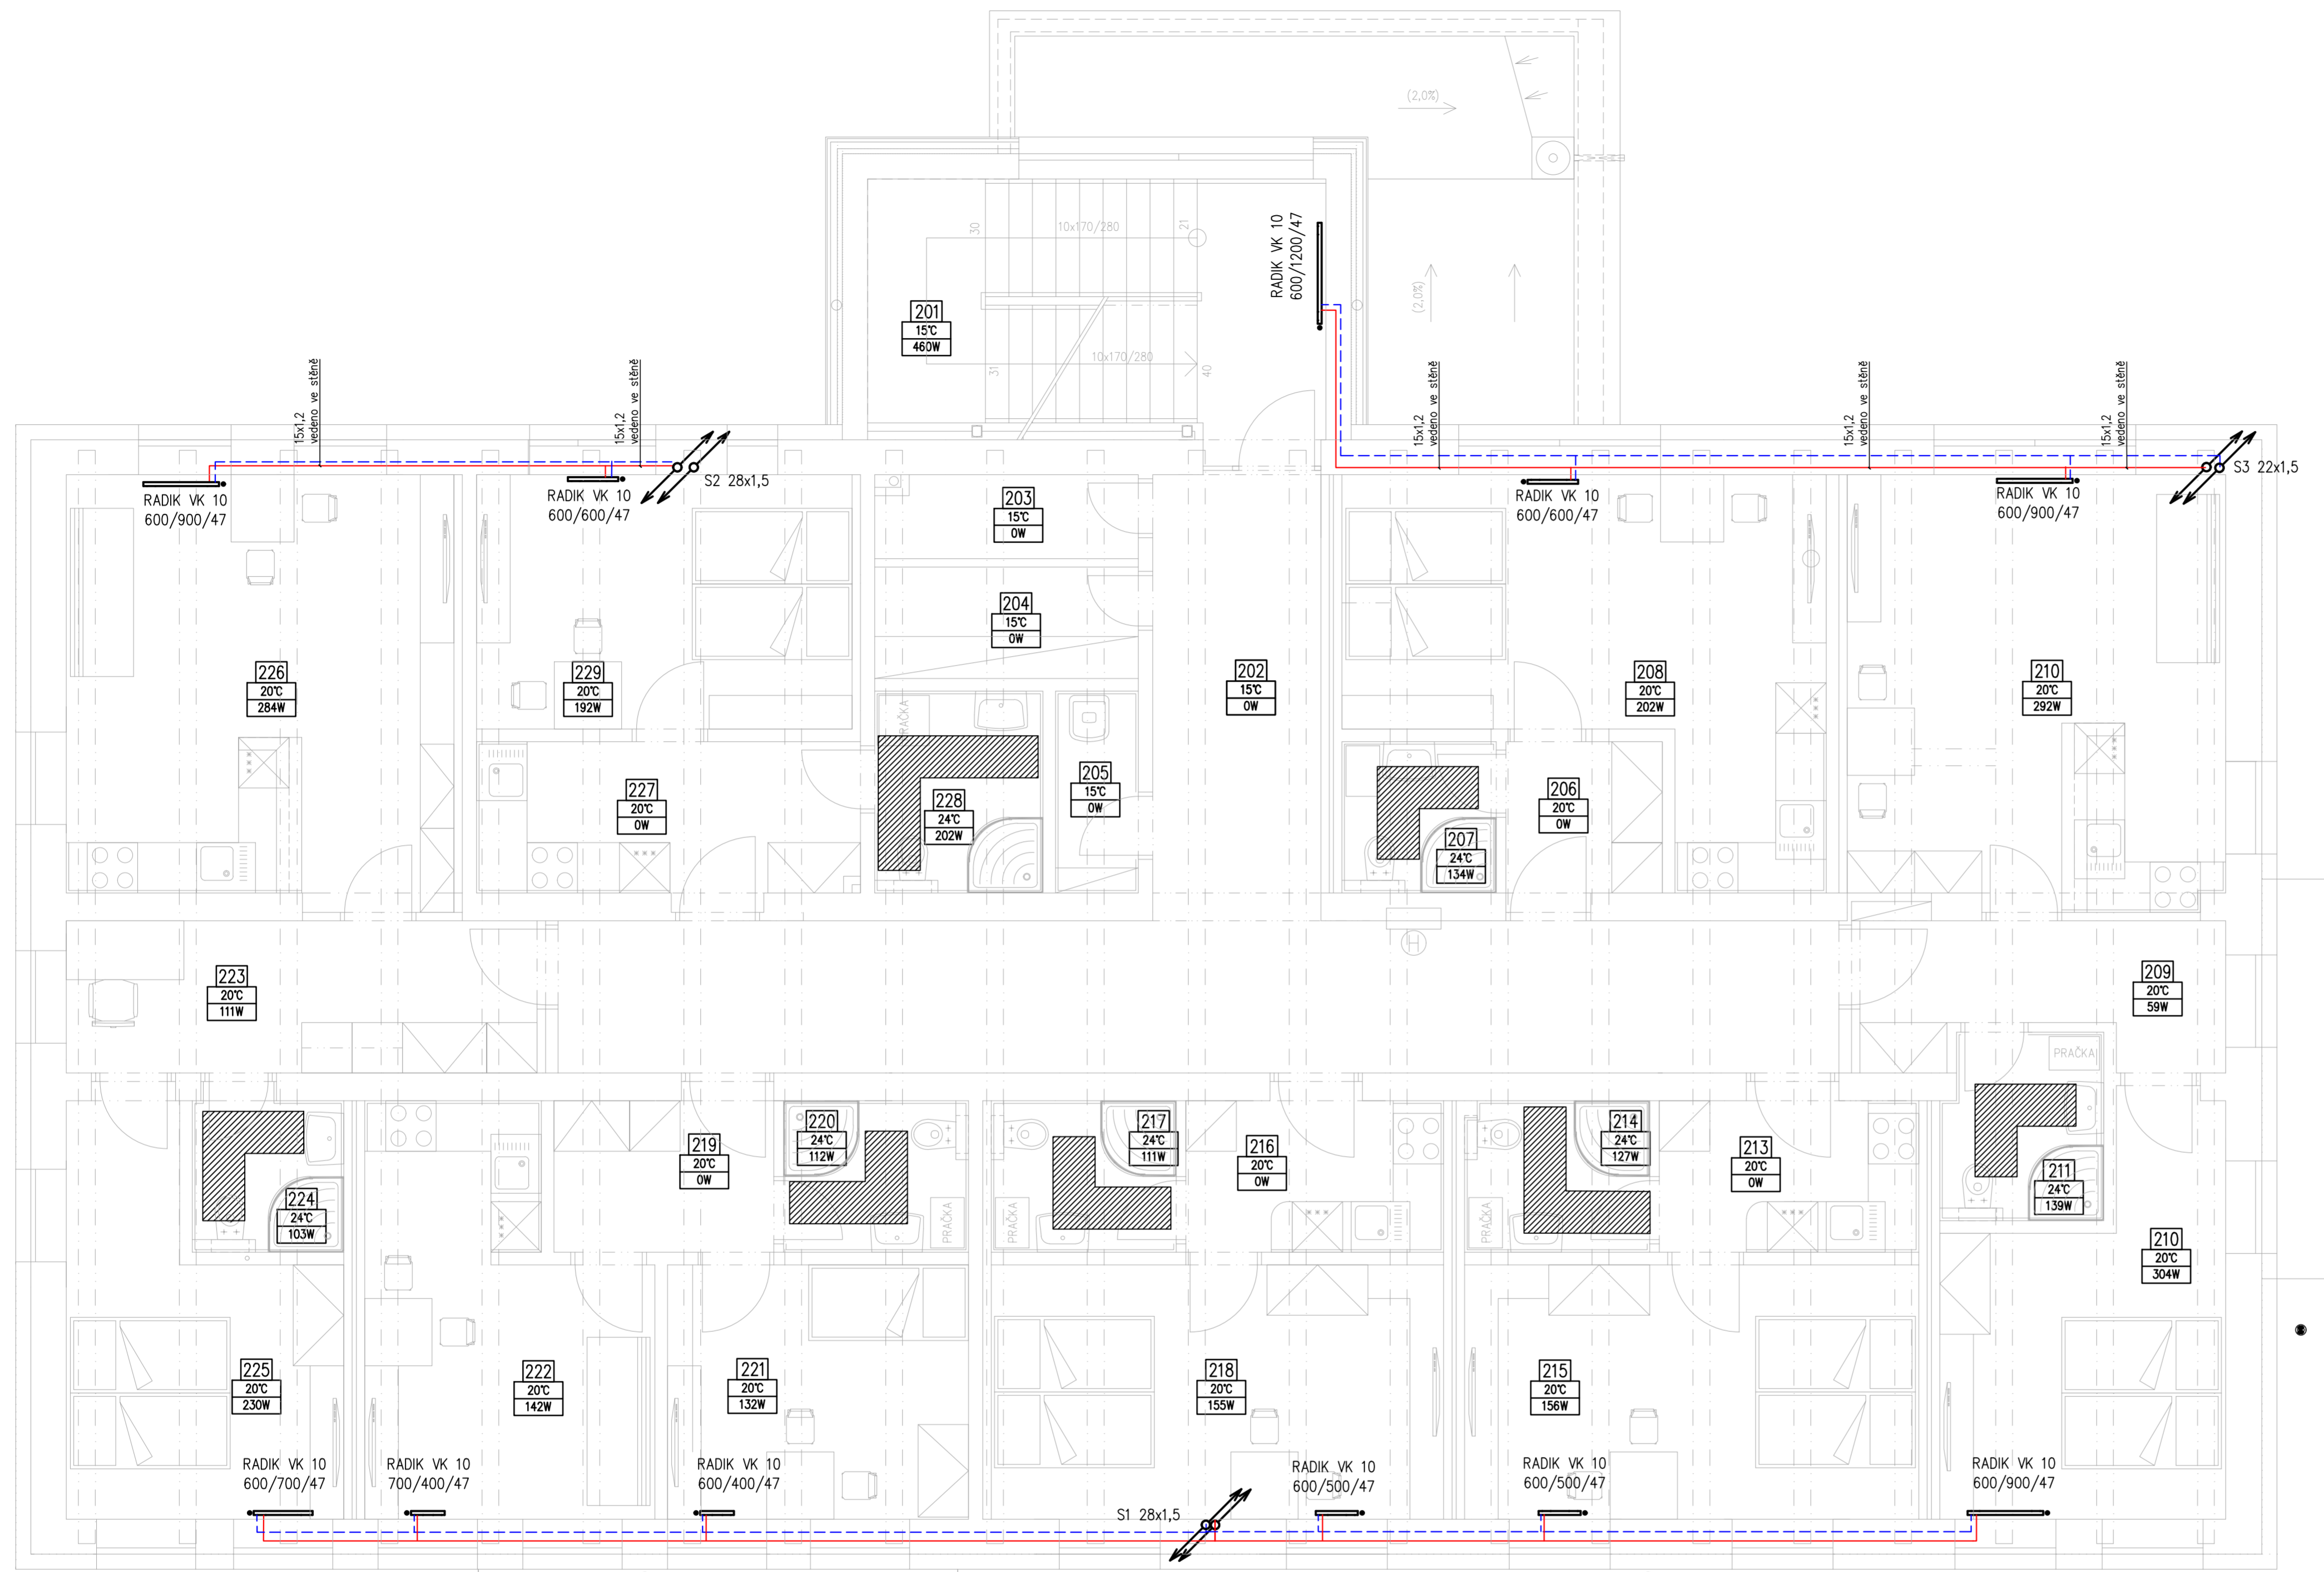 (2,0%)
RADIK VK 10
600/1200/47
30
10x170/280
21
(2,0%)
201
15°C
460W
10x170/280
31
40
15x1,2
vedeno ve stěně
15x1,2
vedeno ve stěně
15x1,2
vedeno ve stěně
15x1,2
vedeno ve stěně
15x1,2
vedeno ve stěně
S2 28x1,5
S3 22x1,5
RADIK VK 10
600/900/47
RADIK VK 10
600/600/47
RADIK VK 10
600/600/47
RADIK VK 10
600/900/47
203
15°C
0W
204
15°C
0W
226
20°C
284W
229
20°C
192W
202
15°C
0W
208
20°C
202W
210
20°C
292W
PRAČKA
205
15°C
0W
227
20°C
0W
228
24°C
202W
206
20°C
0W
207
24°C
134W
H
223
20°C
111W
209
20°C
59W
PRAČKA
220
24°C
112W
217
24°C
111W
214
24°C
127W
219
20°C
0W
216
20°C
0W
213
20°C
0W
224
24°C
103W
211
24°C
139W
PRAČKA
PRAČKA
PRAČKA
210
20°C
304W
225
20°C
230W
222
20°C
142W
221
20°C
132W
218
20°C
155W
215
20°C
156W
RADIK VK 10
600/700/47
RADIK VK 10
700/400/47
RADIK VK 10
600/400/47
RADIK VK 10
600/500/47
RADIK VK 10
600/500/47
RADIK VK 10
600/900/47
S1 28x1,5